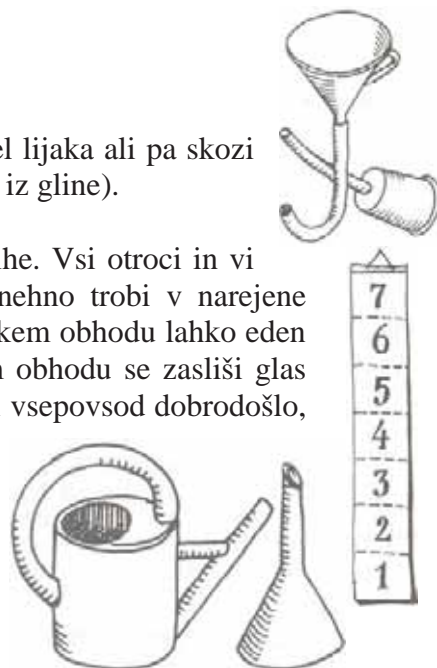 el lijaka ali pa skozi
iz gline).
uhe. Vsi otroci in vi
nehno trobi v narejene
kem obhodu lahko eden
n obhodu se zasliši glas
vsepovsod dobrodošlo,
7
6
5
4
3
2
1